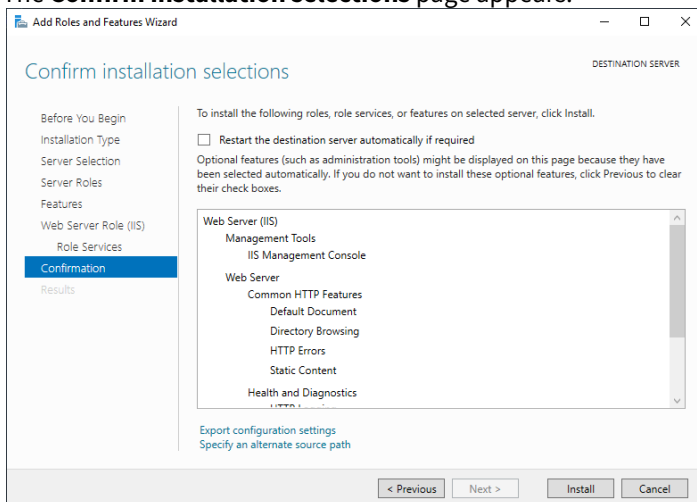 The Confirm installation selections page appears.
Add Roles and Features Wizard
Confirm installation selections
DESTINATION SERVER
Before You Begin
Installation Type
Server Selection
Server Roles
Features
Web Server Role (IIS)
Role Services
Confirmation
Results
To install the following roles, role services, or features on selected server, click Install.
Restart the destination server automatically if required
Optional features (such as administration tools) might be displayed on this page because they have
been selected automatically. If you do not want to install these optional features, click Previous to clear
their check boxes.
Web Server (IIS)
Management Tools
IIS Management Console
Web Server
Common HTTP Features
Default Document
Directory Browsing
HTTP Errors
Static Content
Health and Diagnostics
Export configuration settings
Specify an alternate source path
< Previous
Next >
Install
Cancel